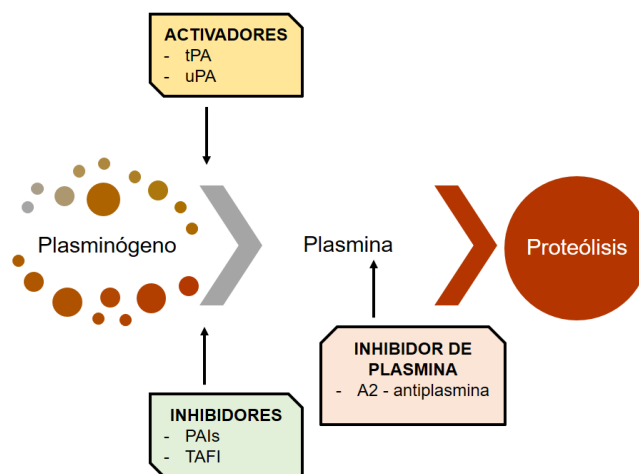 ACTIVADORES
- tPA
- uPA
Plasminógeno
Plasmina
Proteólisis
INHIBIDOR DE
PLASMINA
- A2 - antiplasmina
INHIBIDORES
- PAIs
- TAFI